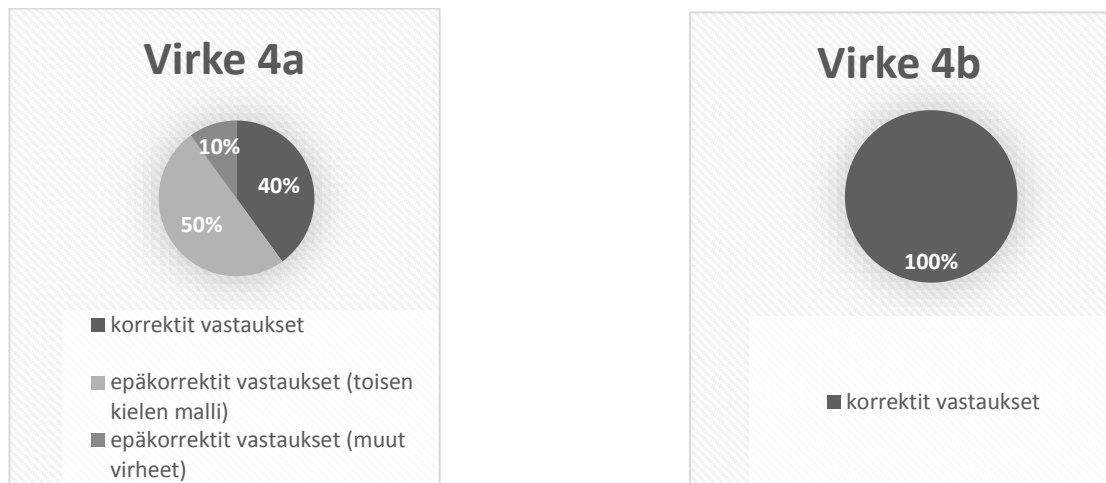 Virke 4a
10%
40%
50%
korrektit vastaukset
epäkorrektit vastaukset (toisen
kielen malli)
epäkorrektit vastaukset (muut
virheet)
Virke 4b
100%
korrektit vastaukset